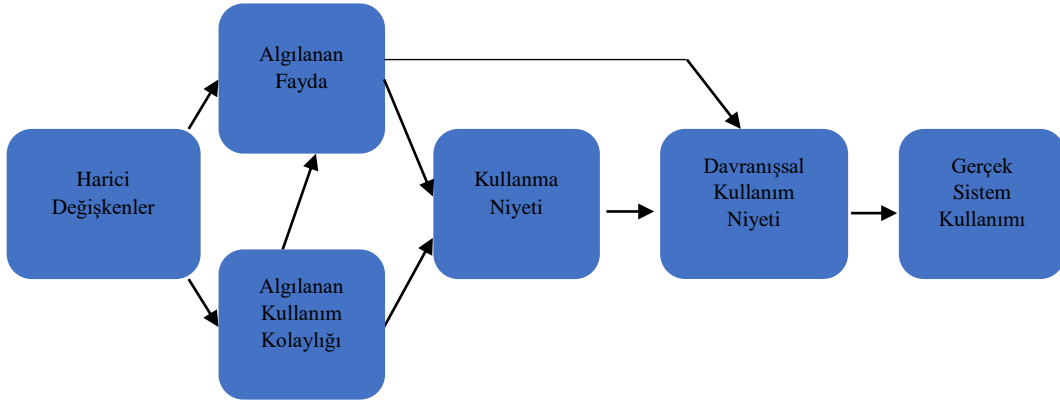 Algılanan
Fayda
Harici
Değişkenler
Kullanma
Niyeti
Davranışsal
Kullanım
Niyeti
Gerçek
Sistem
Kullanımı
Algılanan
Kullanım
Kolaylığı